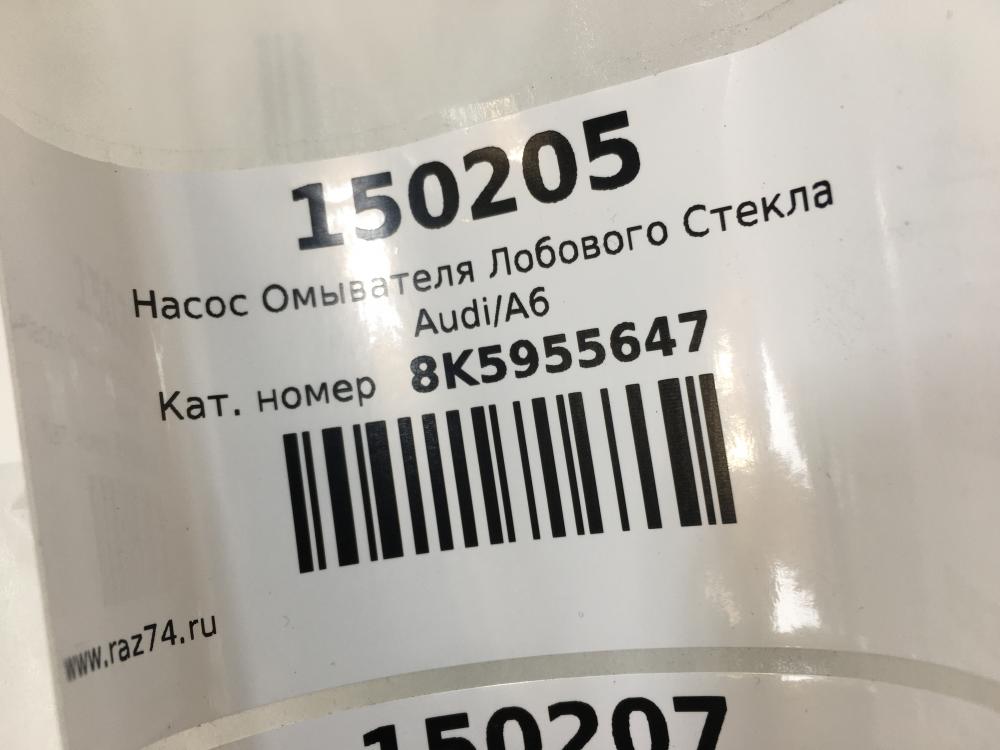 150205
Насос Омывателя Лобового Стекла
Audi/A6
Кат. номер 8K5955647
www.raz74.ru
150207